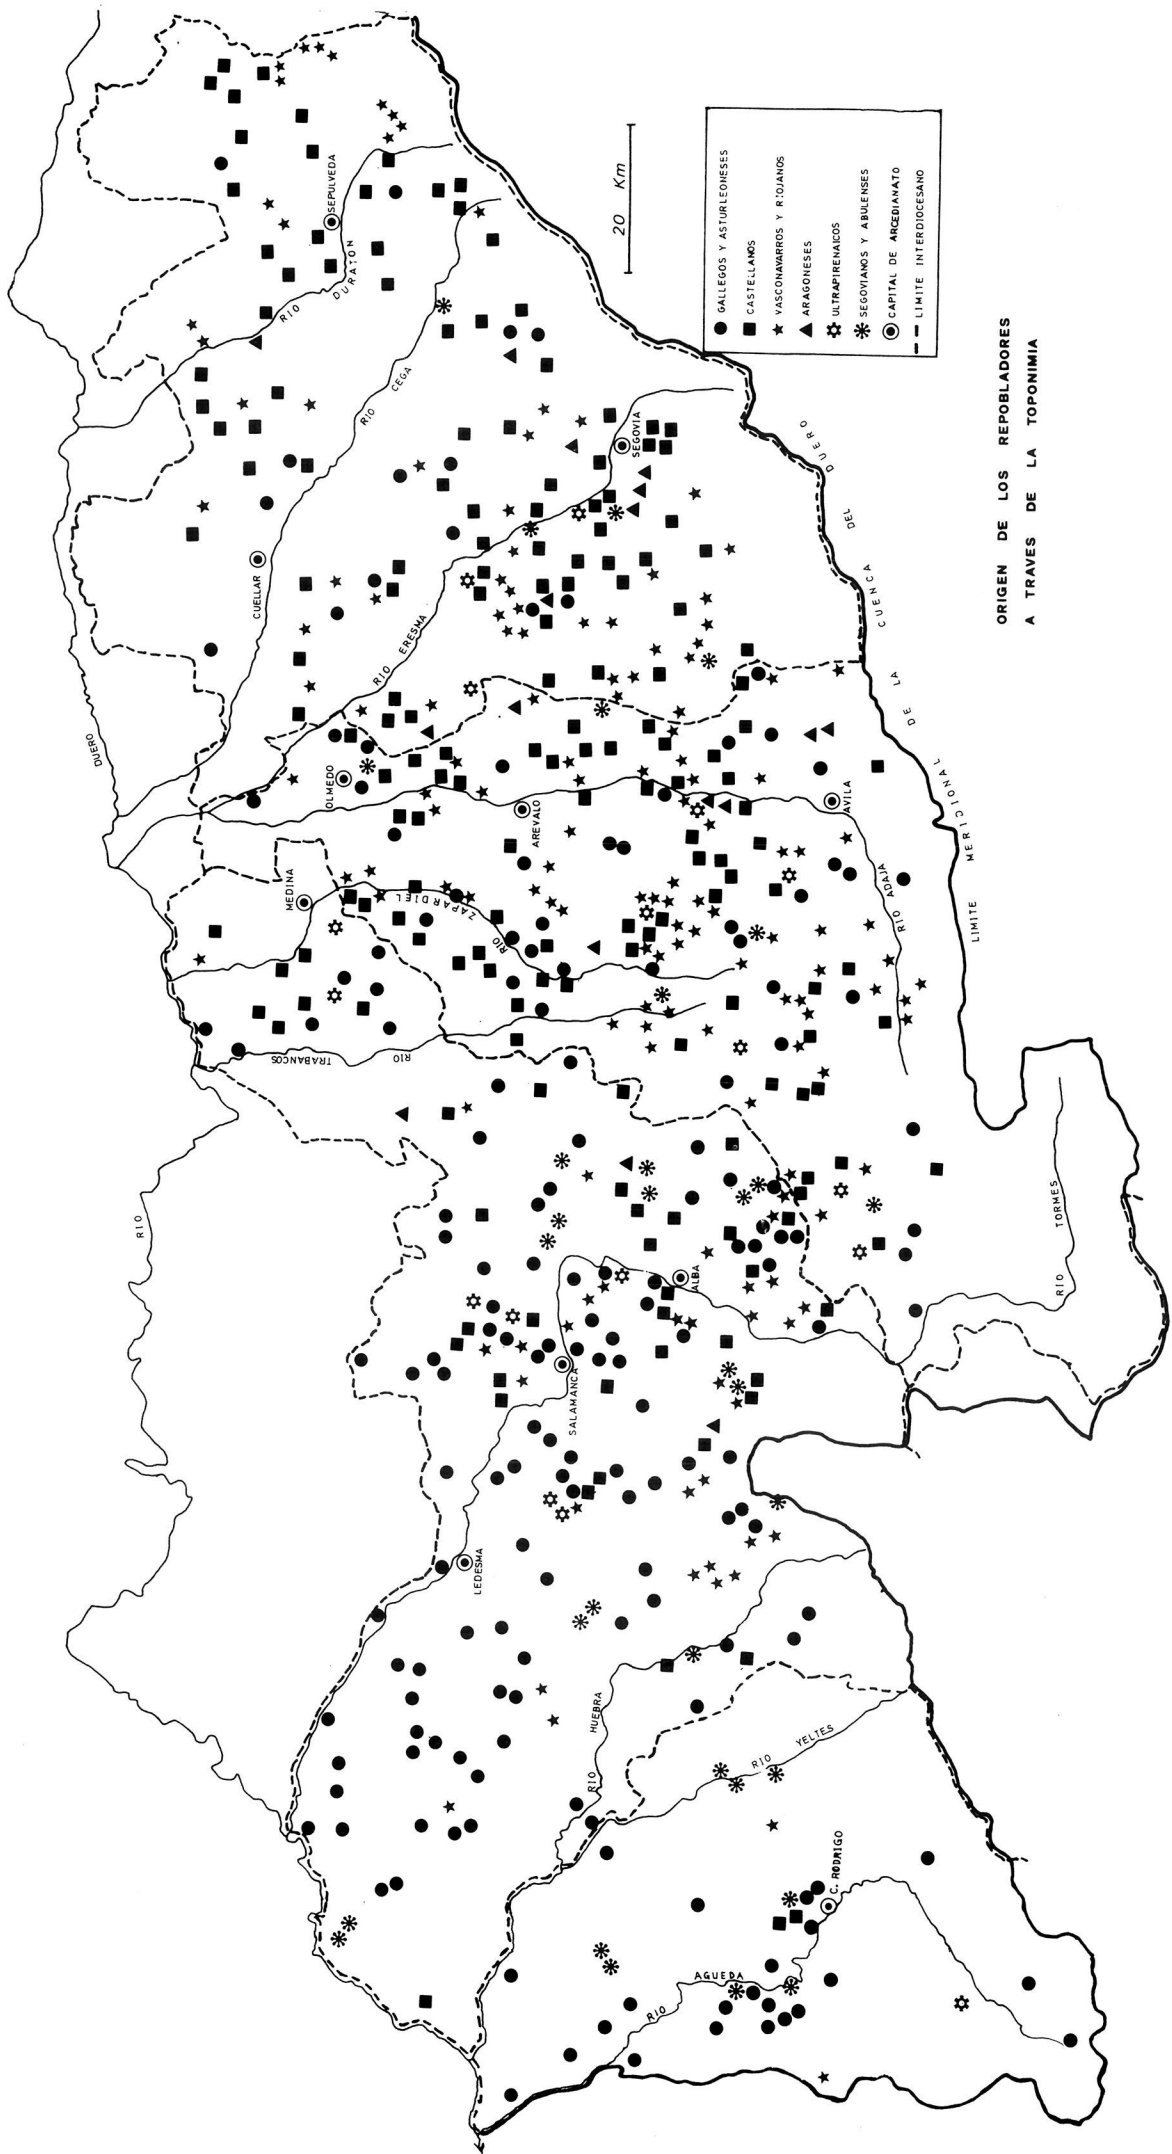 ORIGEN DE LOS REPOBLADORES
A TRAVES DE LA TOPONIMIA
20 Km
GALLEGOS Y ASTURLEONESES
CASTELLANOS
VASCONAVARROS Y RIOJANOS
ARAGONESES
ULTRAPIRENAICOS
SEGOVIANOS Y ABULENSES
CAPITAL DE ARCEDIANATO
LIMITE INTERDIOCESANO
LIMITE MERICIONAL DE LA CUENCA DEL DUERO
RIO
DUERO
RIO DURATON
SEPULVEDA
RIO CEGA
CUELLAR
SEGOVIA
RIO ERESMA
OLMEDO
AREVALO
AVILA
RIO ADAJA
MEDINA
RIO ZAPARDIEL
RIO TRABANCOS
RIO TORMES
ALBA
SALAMANCA
LEDESMA
RIO HUEBRA
RIO YELTES
C. RODRIGO
RIO AGUEDA